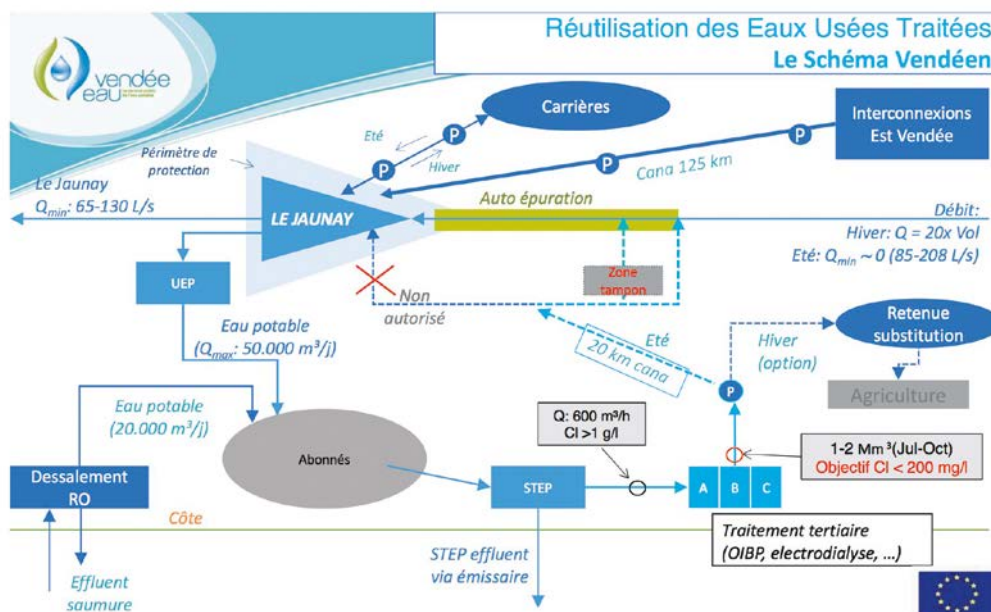 Réutilisation des Eaux Usées Traitées
Le Schéma Vendéen
vendée
eau
Carrières
Interconnexions
Est Vendée
P
P
P
P
Eté
Hiver
Cana 125 km
Périmètre de
protection
Le Jaunay
Qmin: 65-130 L/s
LE JAUNAY
Auto épuration
Débit:
Hiver: Q = 20x Vol
Eté: Qmin ~ 0 (85-208 L/s)
UEP
Zone
tampon
Non
autorisé
Eau potable
(Qmax: 50.000 m³/j)
Eté
20 km cana
Hiver
(option)
Retenue
substitution
P
Agriculture
Eau potable
(20.000 m³/j)
Q: 600 m³/h
Cl >1 g/l
1-2 Mm³(Jul-Oct)
Objectif Cl < 200 mg/l
Abonnés
Dessalement
RO
STEP
A B C
Côte
Traitement tertiaire
(OIBP, electrodialyse, ...)
STEP effluent
via émissaire
Effluent
saumure